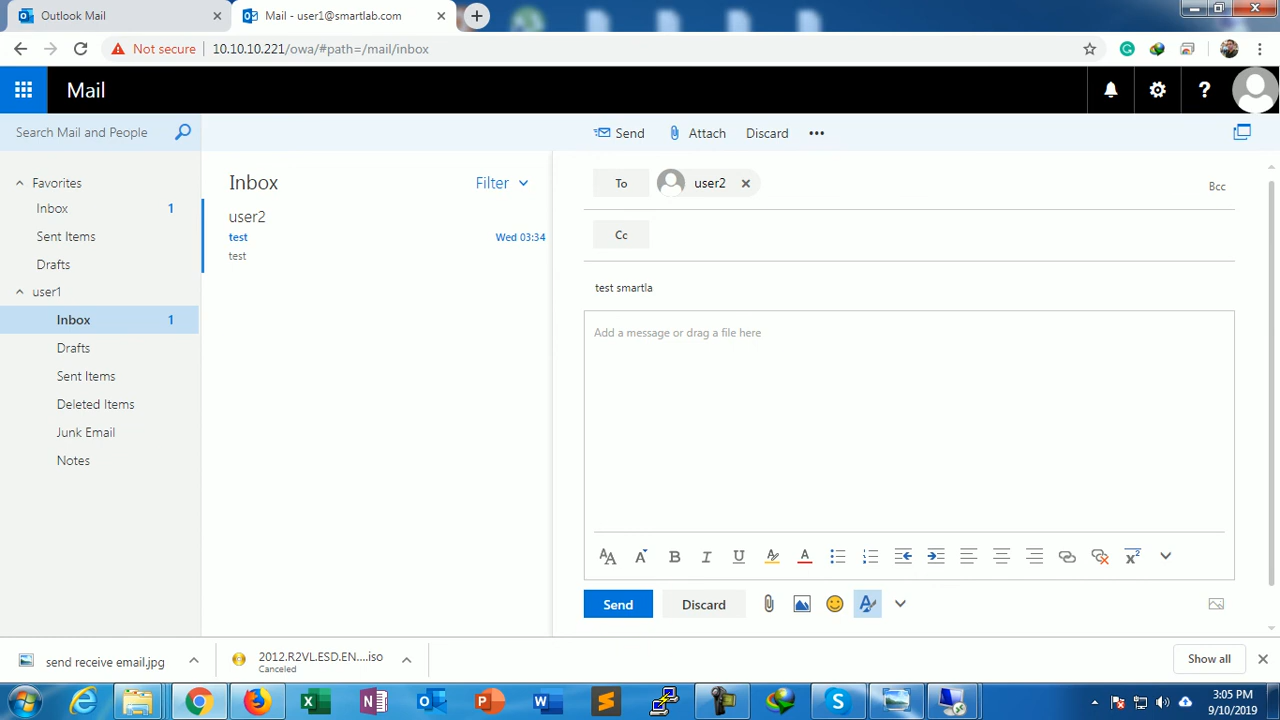 Outlook Mail
Mail - user1@smartlab.com
Not secure
10.10.10.221/owa/#path=/mail/inbox
Mail
?
Search Mail and People
Send
Attach
Discard
Favorites
Inbox 1
Sent Items
Drafts
user1
Inbox 1
Drafts
Sent Items
Deleted Items
Junk Email
Notes
Inbox
Filter
user2
test
Wed 03:34
test
To
user2
Bcc
Cc
test smartla
Add a message or drag a file here
Send
Discard
send receive email.jpg
2012.R2VL.ESD.EN....iso
Canceled
Show all
3:05 PM
9/10/2019